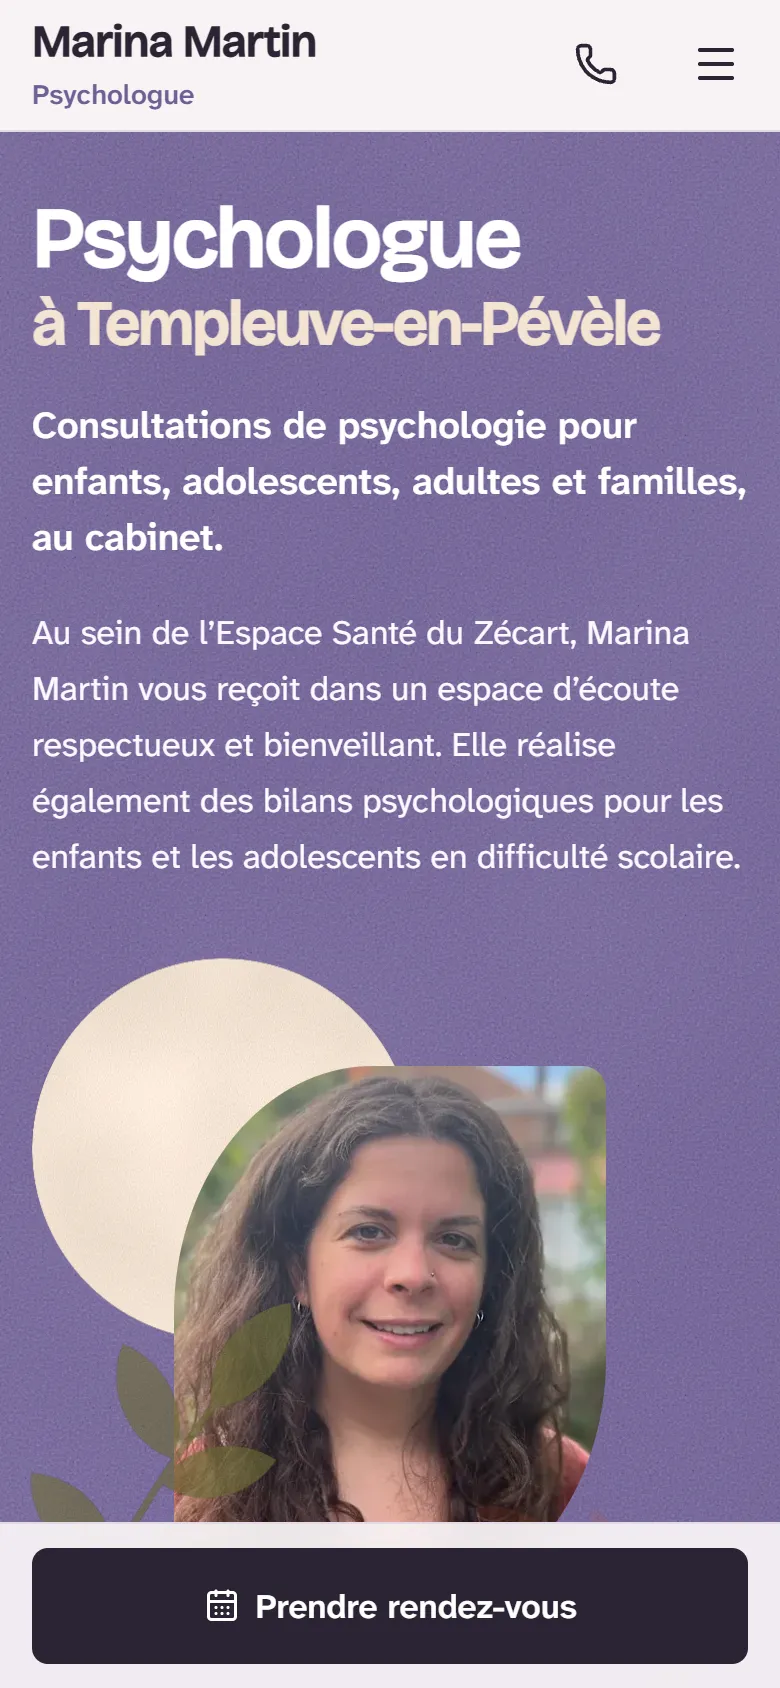 Marina Martin
Psychologue
Psychologue
à Templeuve-en-Pévèle
Consultations de psychologie pour
enfants, adolescents, adultes et familles,
au cabinet.
Au sein de l’Espace Santé du Zécart, Marina
Martin vous reçoit dans un espace d’écoute
respectueux et bienveillant. Elle réalise
également des bilans psychologiques pour les
enfants et les adolescents en difficulté scolaire.
Prendre rendez-vous